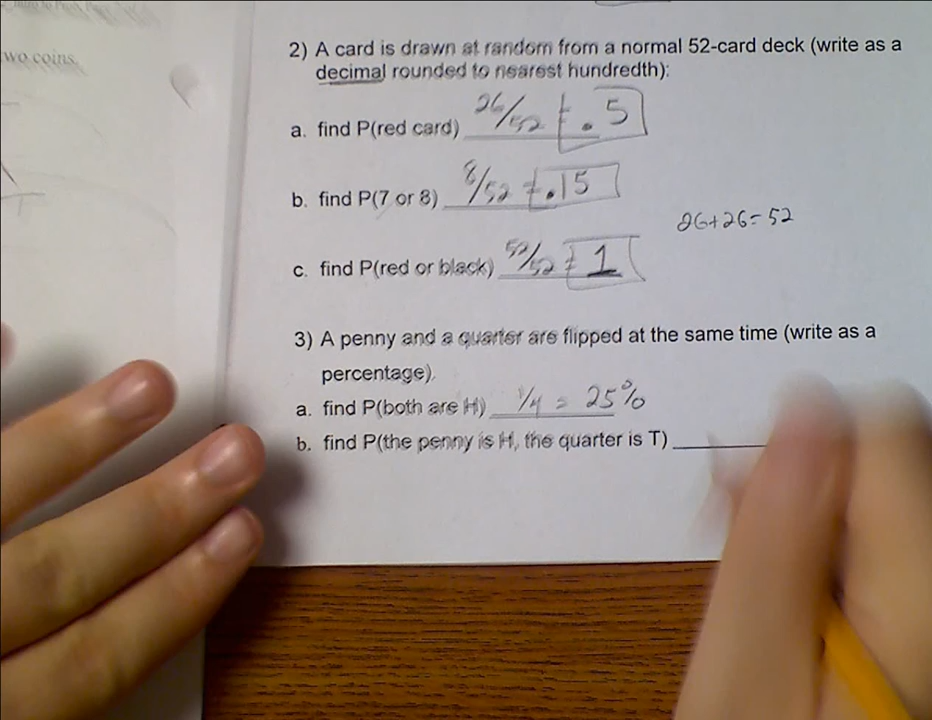 two coins.
2) A card is drawn at random from a normal 52-card deck (write as a
decimal rounded to nearest hundredth):
a. find P(red card) 26/52 = .5
b. find P(7 or 8) 8/52 = .15
26+26=52
c. find P(red or black) 52/52 = 1
3) A penny and a quarter are flipped at the same time (write as a
percentage).
a. find P(both are H) 1/4 = 25%
b. find P(the penny is H, the quarter is T)